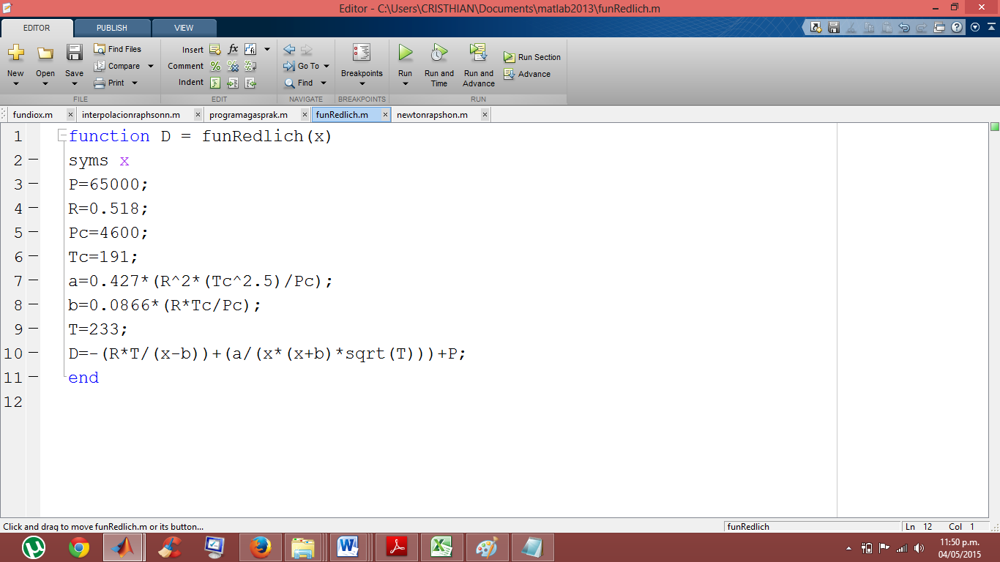 Editor - C:\Users\CRISTHIAN\Documents\matlab2013\funRedlich.m
EDITOR PUBLISH VIEW
New Open Save Find Files Compare Print
Insert fx Comment Indent
Go To Find
Breakpoints
Run Run and Time Run and Advance Run Section Advance
FILE EDIT NAVIGATE BREAKPOINTS RUN
fundiox.m interpolacionraphsonn.m programagasprak.m funRedlich.m newtonrapshon.m
1 function D = funRedlich(x)
2 syms x
3 P=65000;
4 R=0.518;
5 Pc=4600;
6 Tc=191;
7 a=0.427*(R^2*(Tc^2.5)/Pc);
8 b=0.0866*(R*Tc/Pc);
9 T=233;
10 D=-(R*T/(x-b))+(a/(x*(x+b)*sqrt(T)))+P;
11 end
12
Click and drag to move funRedlich.m or its button... funRedlich Ln 12 Col 1
11:50 p.m.
04/05/2015